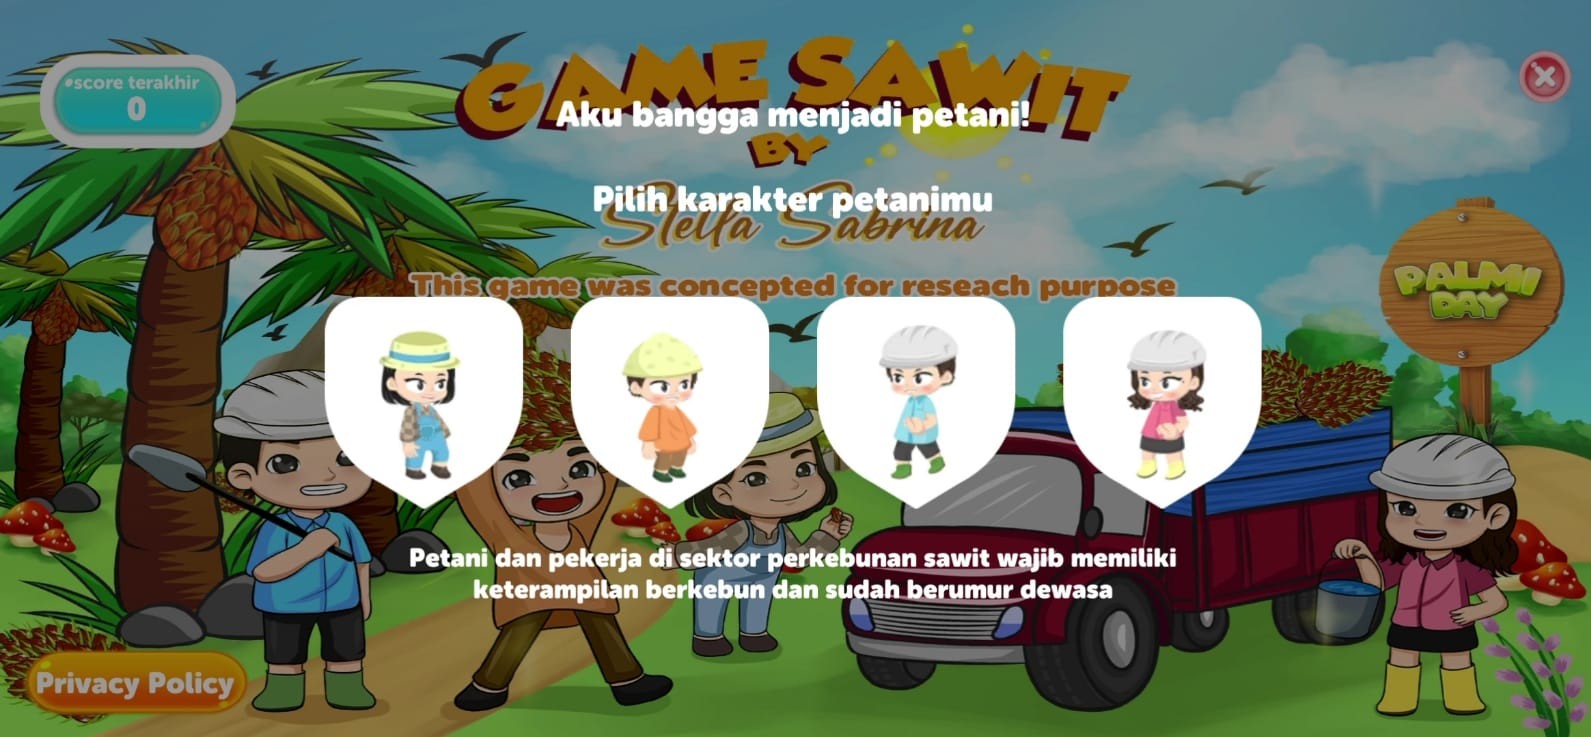 score terakhir
0
GAME SAWIT
Aku bangga menjadi petani!
BY
Pilih karakter petanimu
Stella Sabrina
This game was concepted for reseach purpose
PALMI
DAY
Petani dan pekerja di sektor perkebunan sawit wajib memiliki
keterampilan berkebun dan sudah berumur dewasa
Privacy Policy